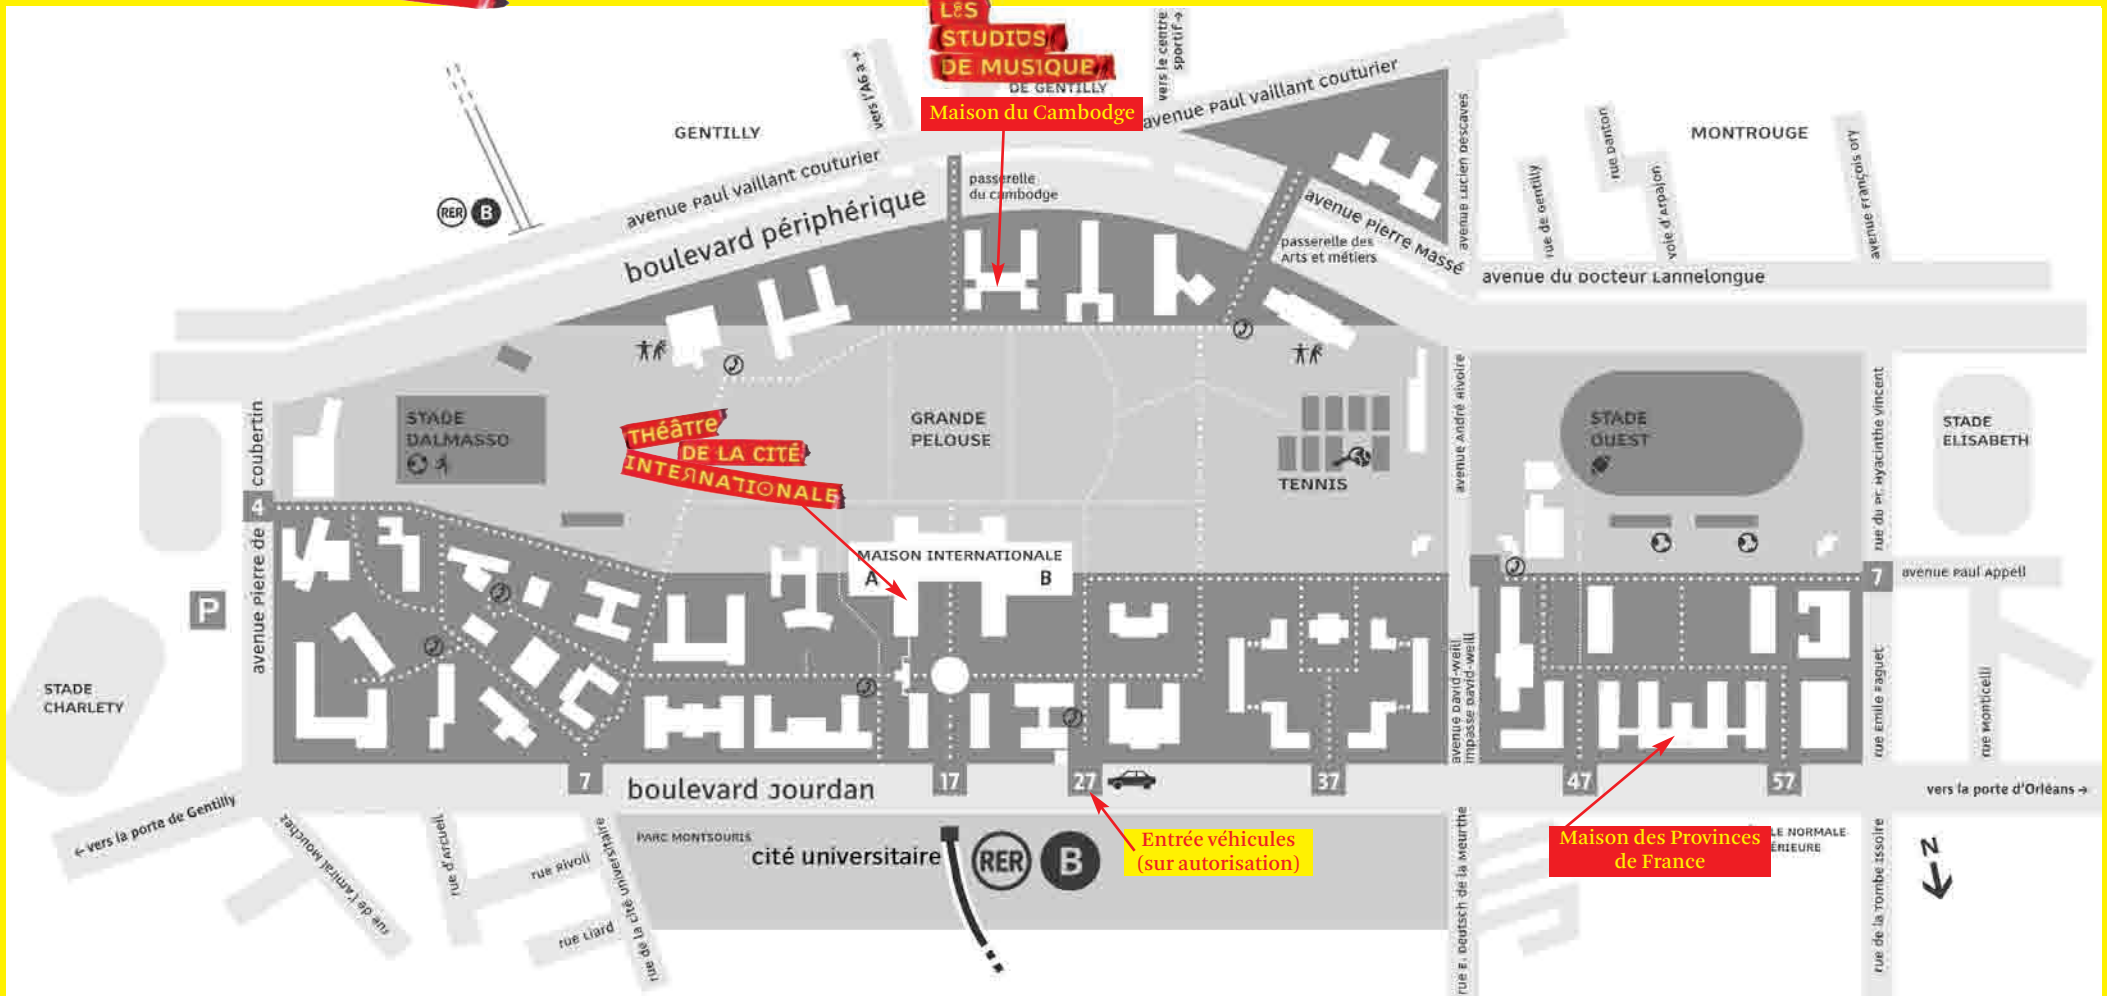 LES
STUDIOS
DE MUSIQUE
DE GENTILLY
Maison du Cambodge
vers l'A6 a →
vers le centre
sportif →
GENTILLY
avenue Paul Vaillant couturier
avenue Paul Vaillant couturier
MONTROUGE
RER B
boulevard périphérique
passerelle
du cambodge
passerelle des
Arts et métiers
avenue Pierre Massé
avenue Lucien Descaves
rue de Gentilly
rue Danton
voie d'Arpajon
avenue François Ory
avenue du Docteur Lannelongue
STADE
DALMASSO
THéâTre
DE LA CITÉ
INTERNATIONALE
GRANDE
PELOUSE
TENNIS
avenue André Rivoire
STADE
OUEST
rue du Pr. Hyacinthe Vincent
STADE
ELISABETH
avenue Pierre de coubertin
4
MAISON INTERNATIONALE
A
B
7
avenue Paul Appell
P
STADE
CHARLETY
avenue David-Weill
impasse David-Weill
rue Emile Faguet
rue Monticelli
7
boulevard Jourdan
17
27
37
47
57
vers la porte d'Orléans →
← vers la porte de Gentilly
rue de l'Amiral Mouchez
rue d'Arcueil
rue Rivoli
rue Liard
rue de la cité universitaire
PARC MONTSOURIS
cité universitaire
RER B
Entrée véhicules
(sur autorisation)
rue E. Deutsch de la Meurthe
Maison des Provinces
de France
LE NORMALE
ÉRIEURE
rue de la Tombe Issoire
N